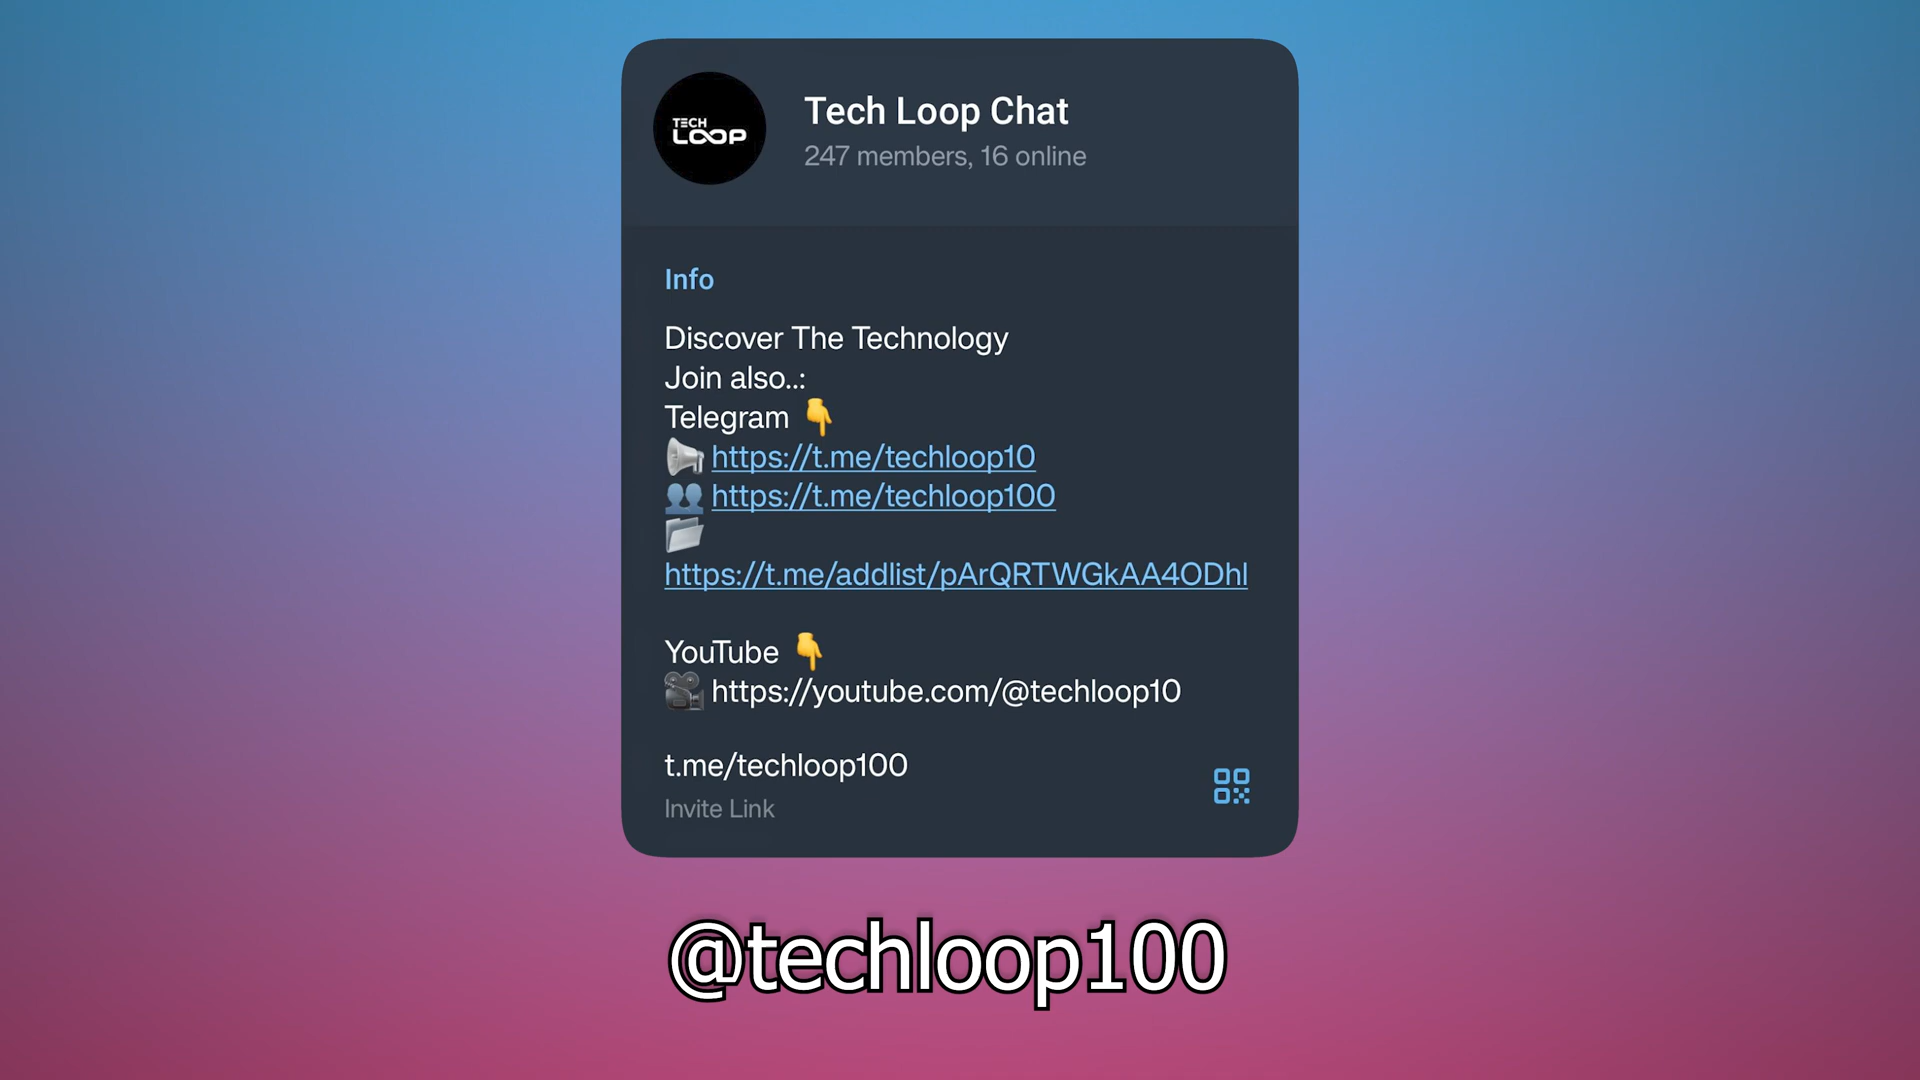 TECH
LOOP
Tech Loop Chat
247 members, 16 online
Info
Discover The Technology
Join also..:
Telegram 👇
📢 https://t.me/techloop10
👥 https://t.me/techloop100
📂
https://t.me/addlist/pArQRTWGkAA4ODhl
YouTube 👇
🎥 https://youtube.com/@techloop10
t.me/techloop100
Invite Link
@techloop100